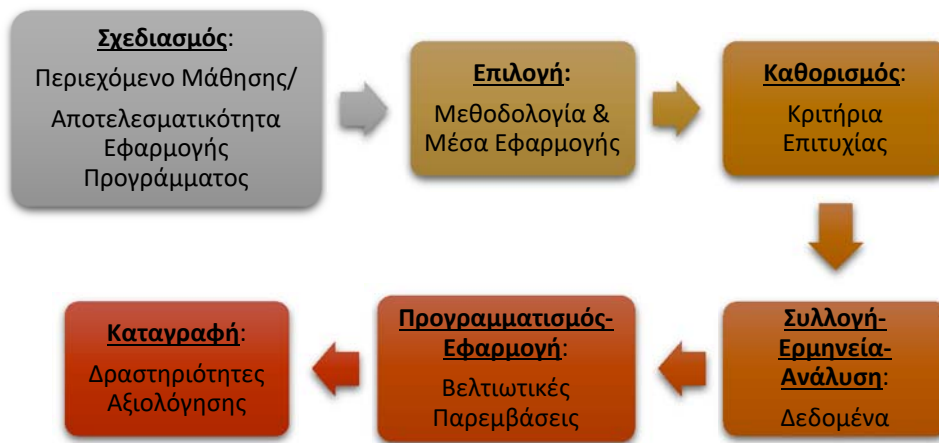 Σχεδιασμός:
Περιεχόμενο Μάθησης/
Αποτελεσματικότητα
Εφαρμογής
Προγράμματος
Επιλογή:
Μεθοδολογία &
Μέσα Εφαρμογής
Καθορισμός:
Κριτήρια
Επιτυχίας
Συλλογή-
Ερμηνεία-
Ανάλυση:
Δεδομένα
Προγραμματισμός-
Εφαρμογή:
Βελτιωτικές
Παρεμβάσεις
Καταγραφή:
Δραστηριότητες
Αξιολόγησης